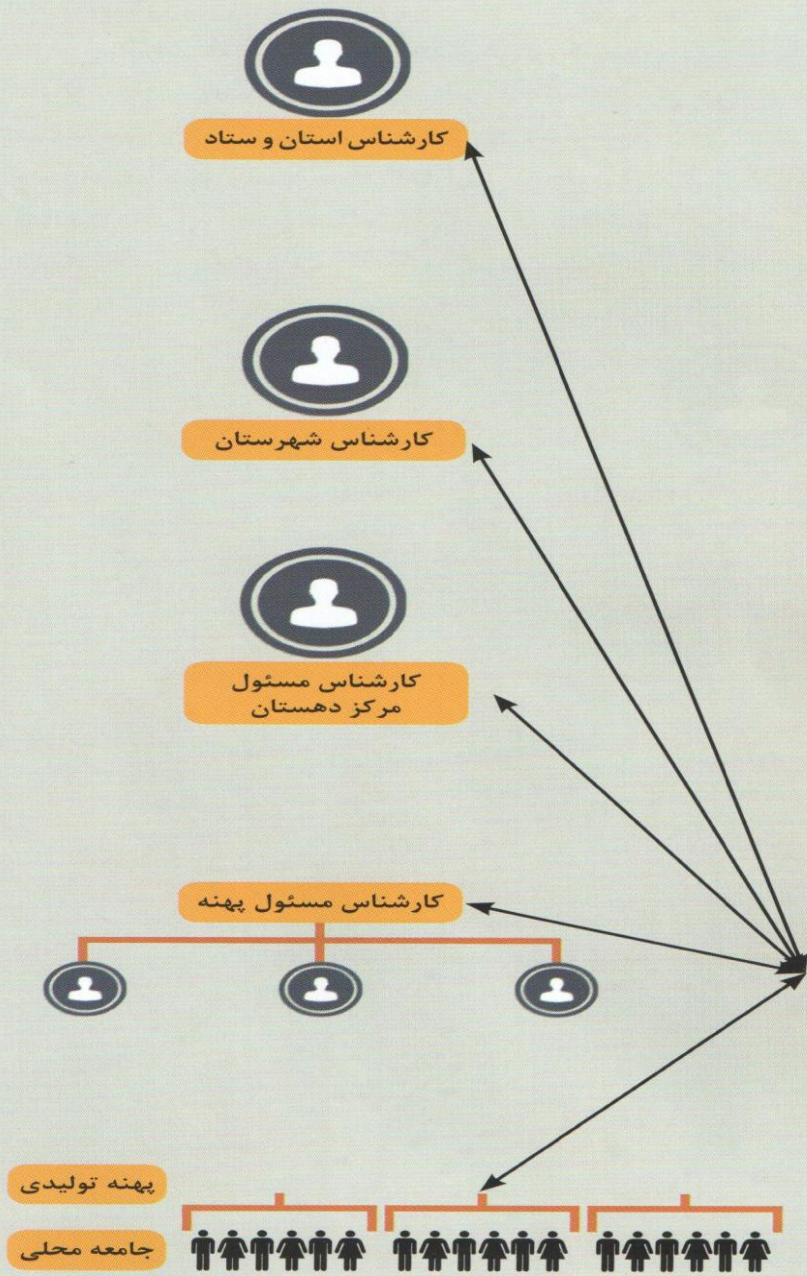 کارشناس استان و ستاد
کارشناس شهرستان
کارشناس مسئول
مرکز دهستان
کارشناس مسئول پهنه
پهنه تولیدی
جامعه محلی